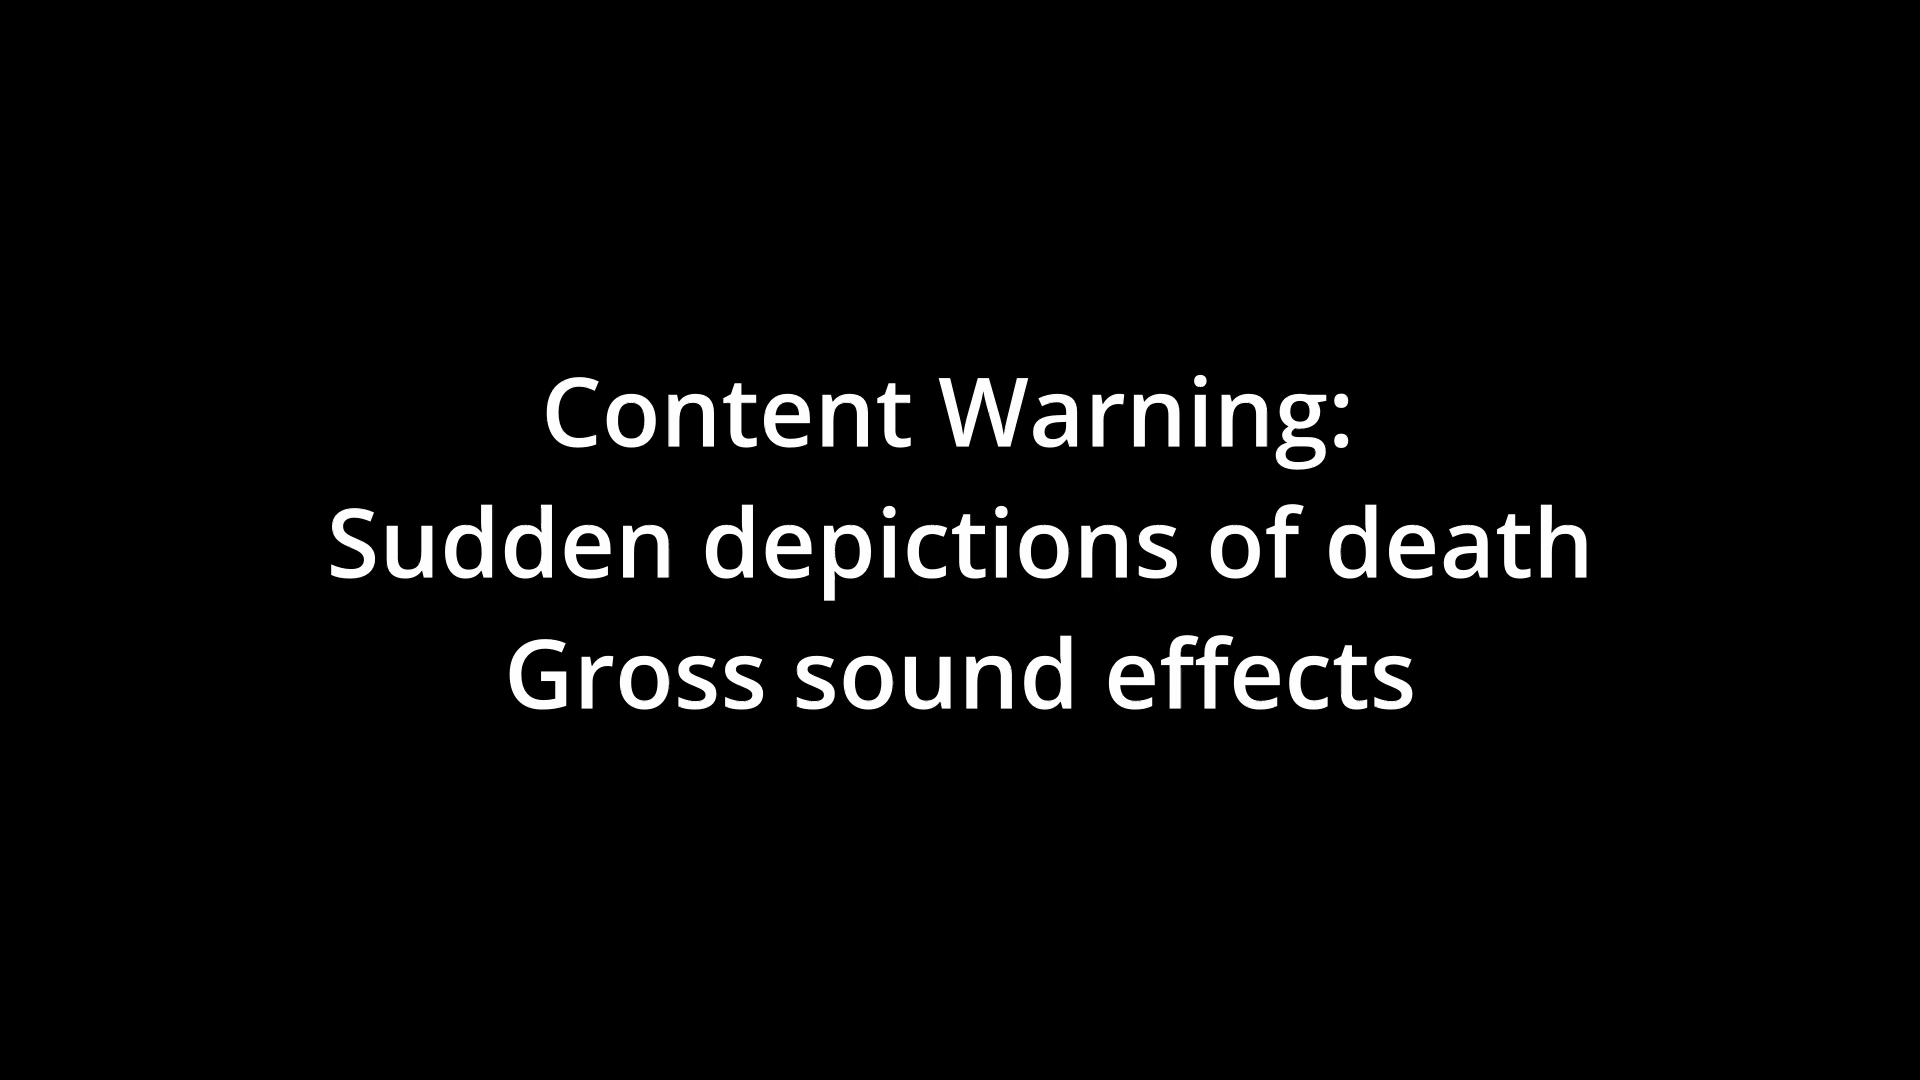 Content Warning:
Sudden depictions of death
Gross sound effects